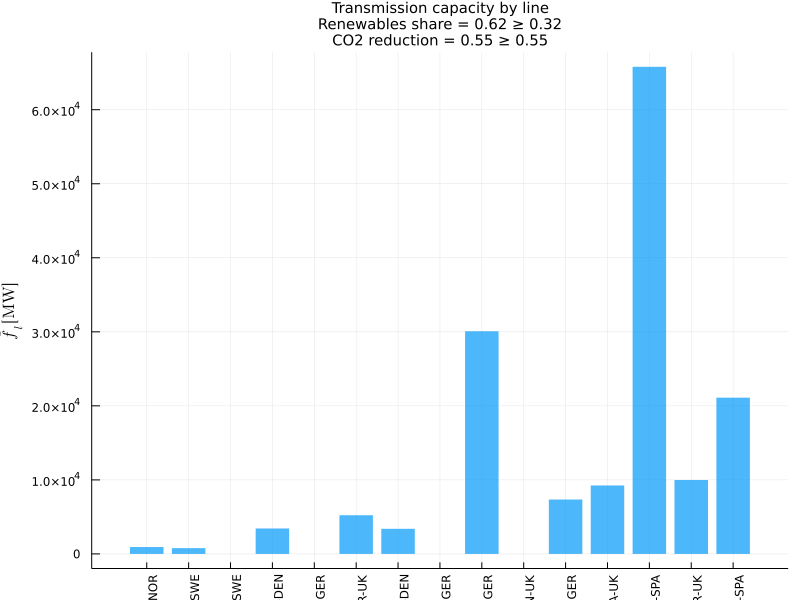 Transmission capacity by line
Renewables share = 0.62 ≥ 0.32
CO2 reduction = 0.55 ≥ 0.55
6.0×10⁴
5.0×10⁴
4.0×10⁴
3.0×10⁴
2.0×10⁴
1.0×10⁴
0
f̄_l [MW]
NOR
SWE
SWE
DEN
GER
R-UK
DEN
GER
GER
N-UK
GER
A-UK
-SPA
R-UK
-SPA